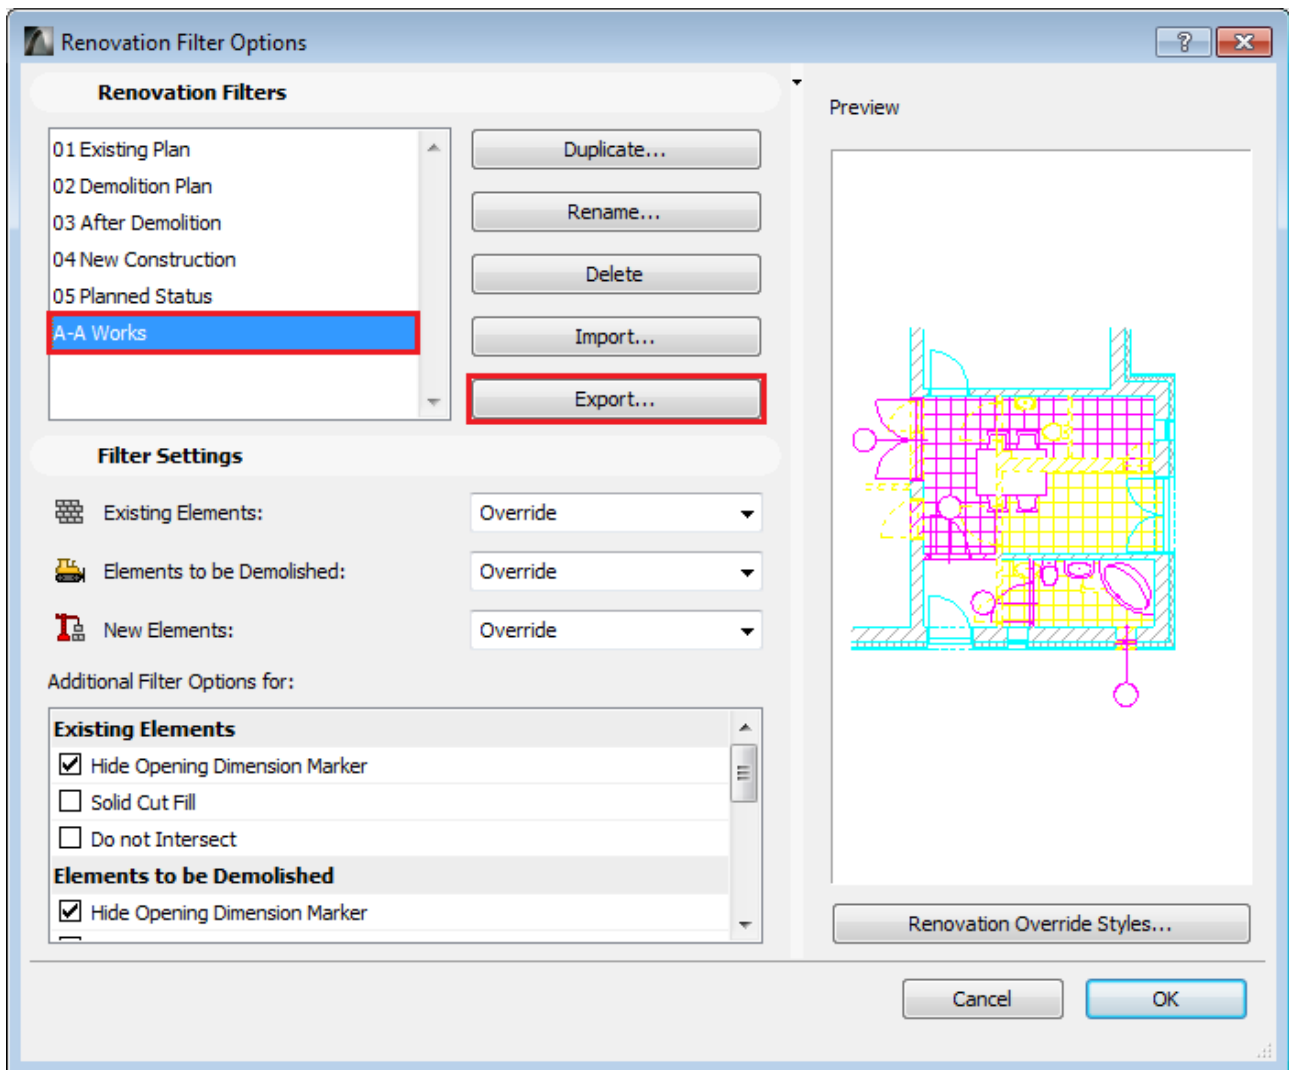 Renovation Filter Options
?
Renovation Filters
01 Existing Plan
02 Demolition Plan
03 After Demolition
04 New Construction
05 Planned Status
A-A Works
Duplicate...
Rename...
Delete
Import...
Export...
Filter Settings
Existing Elements: Override
Elements to be Demolished: Override
New Elements: Override
Additional Filter Options for:
Existing Elements
Hide Opening Dimension Marker
Solid Cut Fill
Do not Intersect
Elements to be Demolished
Hide Opening Dimension Marker
Preview
Renovation Override Styles...
Cancel
OK